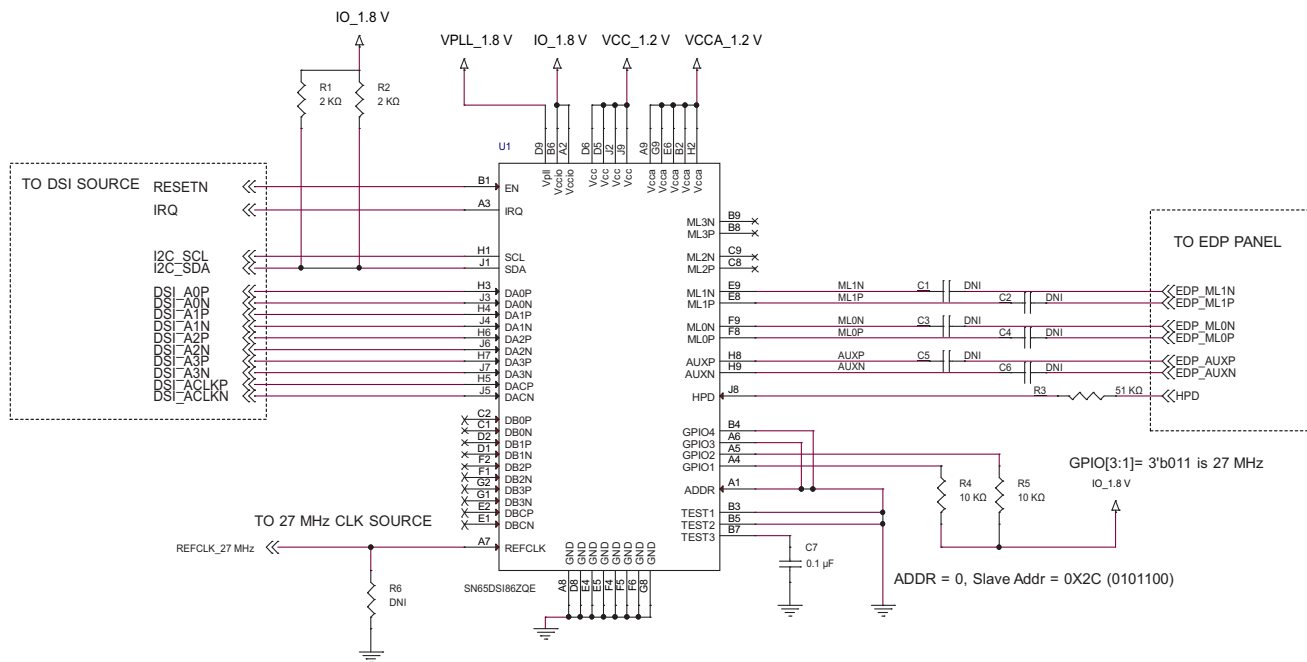 IO_1.8 V
VPLL_1.8 V
IO_1.8 V
VCC_1.2 V
VCCA_1.2 V
R1
2 KΩ
R2
2 KΩ
U1
D9
B6
A2
D6
D5
J2
J9
A9
G9
E6
B2
H2
Vpll
Vccio
Vccio
Vcc
Vcc
Vcc
Vcc
Vcca
Vcca
Vcca
Vcca
Vcca
TO DSI SOURCE
RESETN
IRQ
I2C_SCL
I2C_SDA
DSI_A0P
DSI_A0N
DSI_A1P
DSI_A1N
DSI_A2P
DSI_A2N
DSI_A3P
DSI_A3N
DSI_ACLKP
DSI_ACLKN
B1 EN
A3 IRQ
H1 SCL
J1 SDA
H3 DA0P
J3 DA0N
H4 DA1P
J4 DA1N
H6 DA2P
J6 DA2N
H7 DA3P
J7 DA3N
H5 DACP
J5 DACN
C2 DB0P
C1 DB0N
D2 DB1P
D1 DB1N
F2 DB2P
F1 DB2N
G2 DB3P
G1 DB3N
E2 DBCP
E1 DBCN
A7 REFCLK
TO 27 MHz CLK SOURCE
REFCLK_27 MHz
R6
DNI
SN65DSI86ZQE
GND
GND
GND
GND
GND
GND
GND
GND
A8
D8
E4
E5
F4
F5
F6
G8
ML3N B9
ML3P B8
ML2N C9
ML2P C8
ML1N E9
ML1P E8
ML0N F9
ML0P F8
AUXP H8
AUXN H9
HPD J8
GPIO4 B4
GPIO3 A6
GPIO2 A5
GPIO1 A4
ADDR A1
TEST1 B3
TEST2 B5
TEST3 B7
ML1N C1 DNI
ML1P C2 DNI
ML0N C3 DNI
ML0P C4 DNI
AUXP C5 DNI
AUXN C6 DNI
R3 51 KΩ
TO EDP PANEL
EDP_ML1N
EDP_ML1P
EDP_ML0N
EDP_ML0P
EDP_AUXP
EDP_AUXN
HPD
GPIO[3:1]= 3'b011 is 27 MHz
IO_1.8 V
R4
10 KΩ
R5
10 KΩ
C7
0.1 µF
ADDR = 0, Slave Addr = 0X2C (0101100)